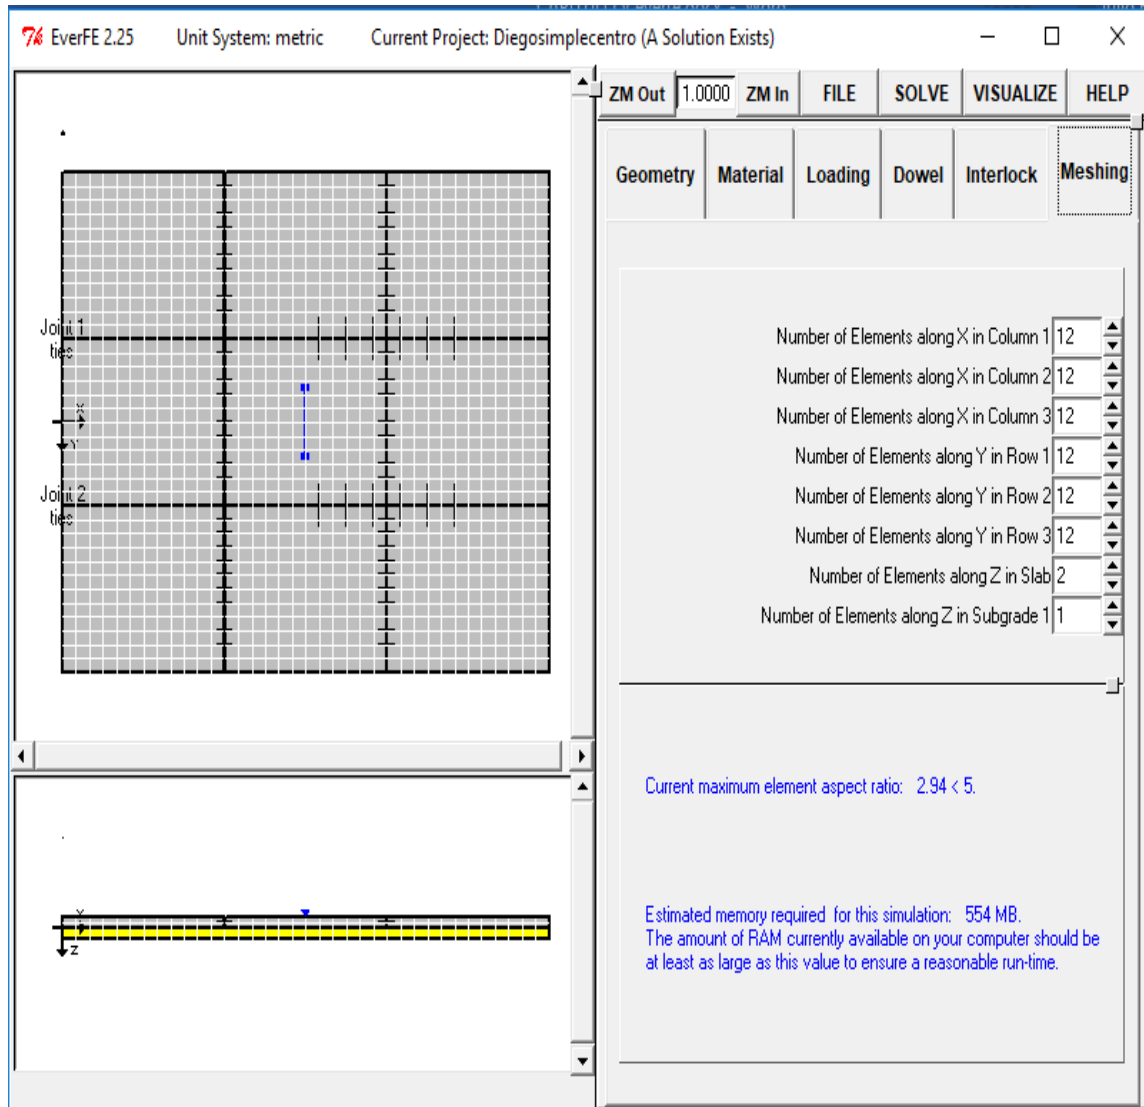 EverFE 2.25 Unit System: metric Current Project: Diegosimplecentro (A Solution Exists)
ZM Out 1.0000 ZM In FILE SOLVE VISUALIZE HELP
Geometry Material Loading Dowel Interlock Meshing
Joint 1
ties
X
Y
Joint 2
ties
Number of Elements along X in Column 1 12
Number of Elements along X in Column 2 12
Number of Elements along X in Column 3 12
Number of Elements along Y in Row 1 12
Number of Elements along Y in Row 2 12
Number of Elements along Y in Row 3 12
Number of Elements along Z in Slab 2
Number of Elements along Z in Subgrade 1 1
Current maximum element aspect ratio: 2.94 < 5.
X
Z
Estimated memory required for this simulation: 554 MB.
The amount of RAM currently available on your computer should be
at least as large as this value to ensure a reasonable run-time.